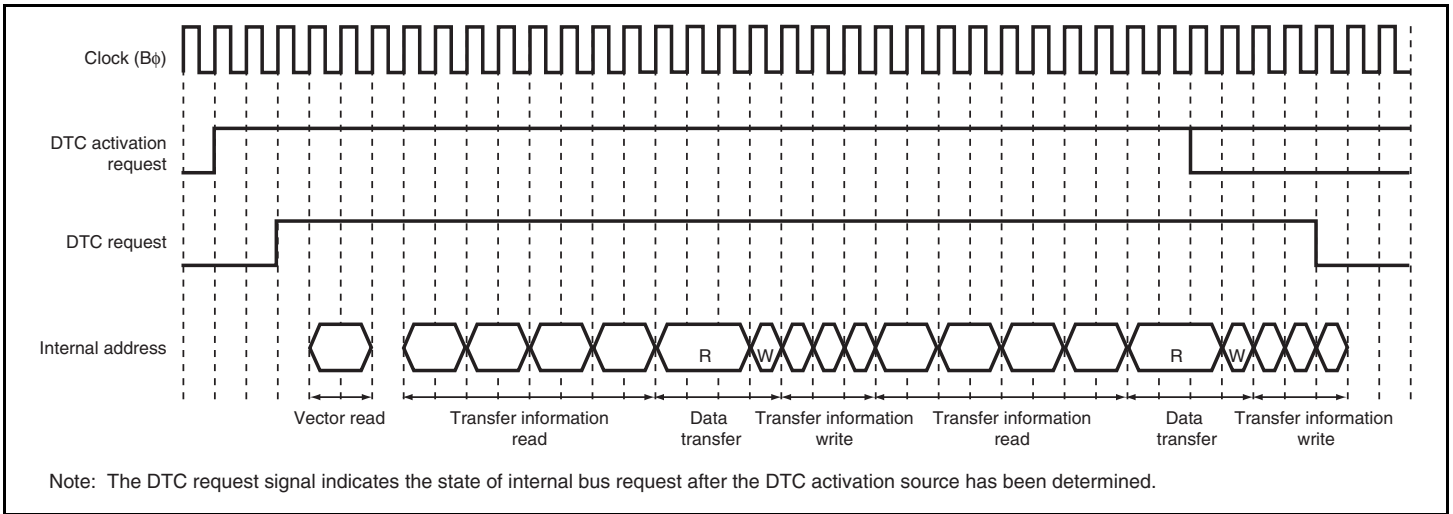 Clock (Bϕ)
DTC activation
request
DTC request
Internal address
R
W
R
W
Vector read
Transfer information
read
Data
transfer
Transfer information
write
Transfer information
read
Data
transfer
Transfer information
write
Note: The DTC request signal indicates the state of internal bus request after the DTC activation source has been determined.